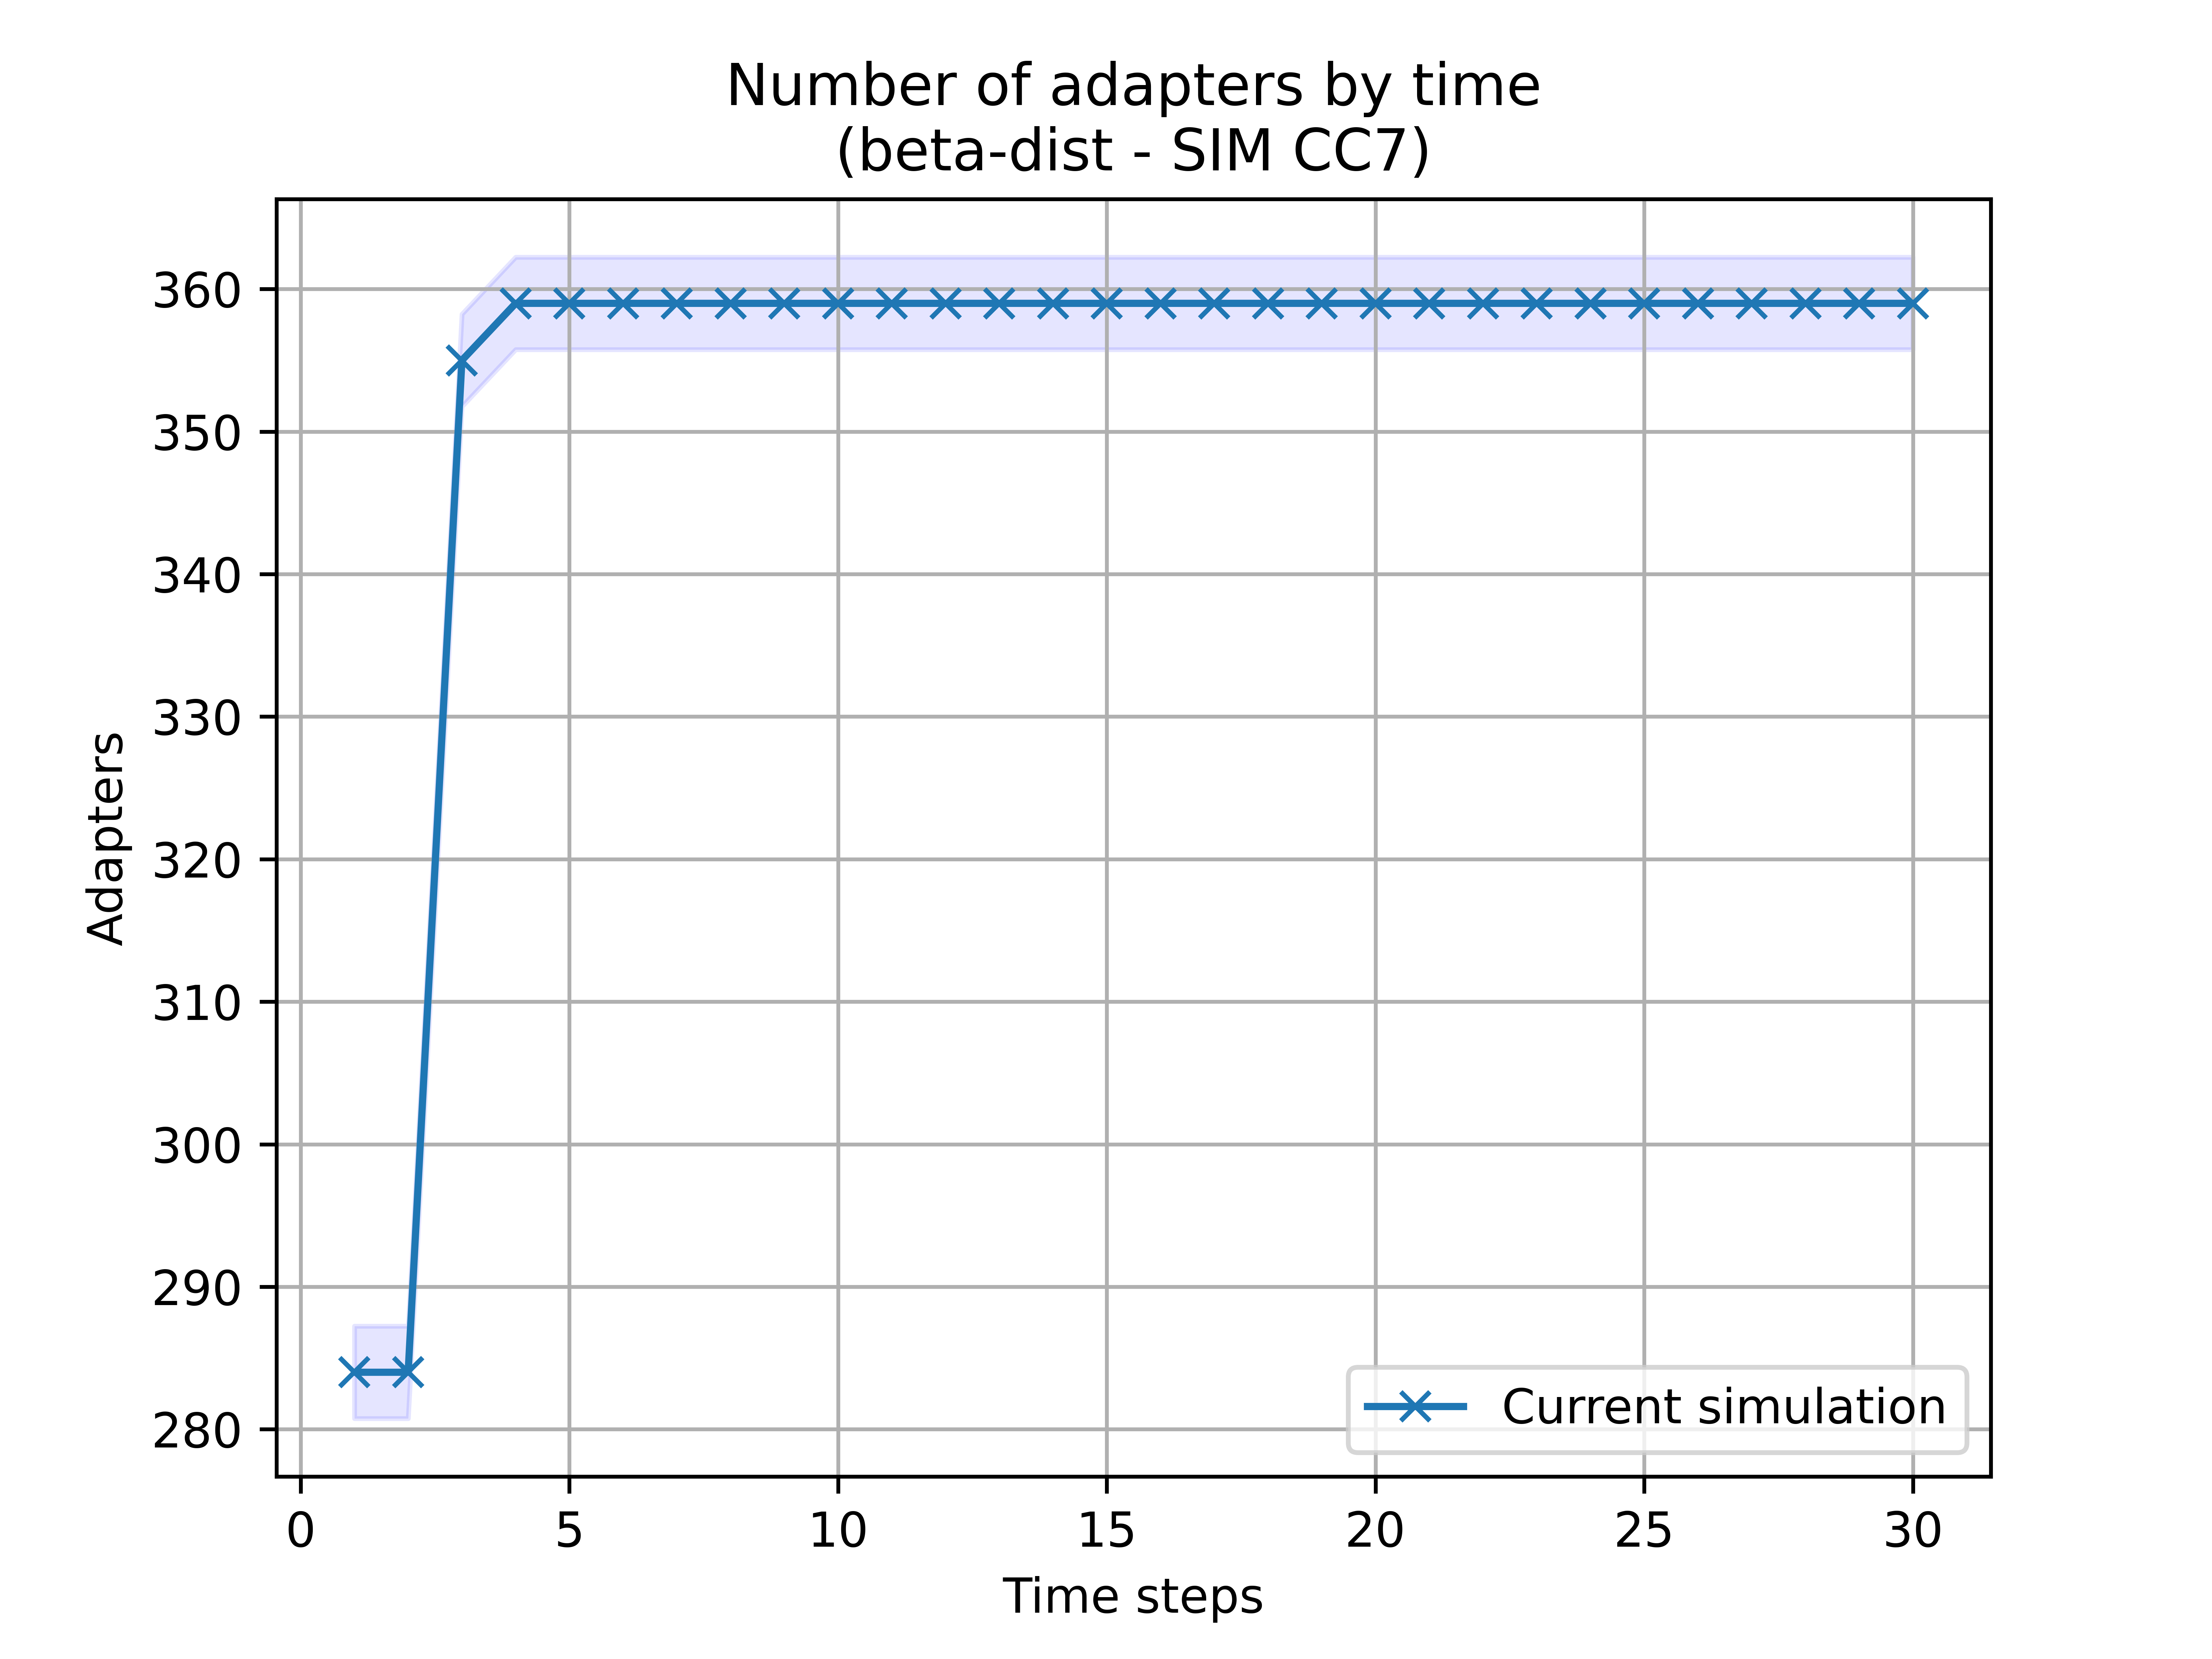 Number of adapters by time
(beta-dist - SIM CC7)
360
350
340
330
320
310
300
290
280
Adapters
Current simulation
0 5 10 15 20 25 30
Time steps